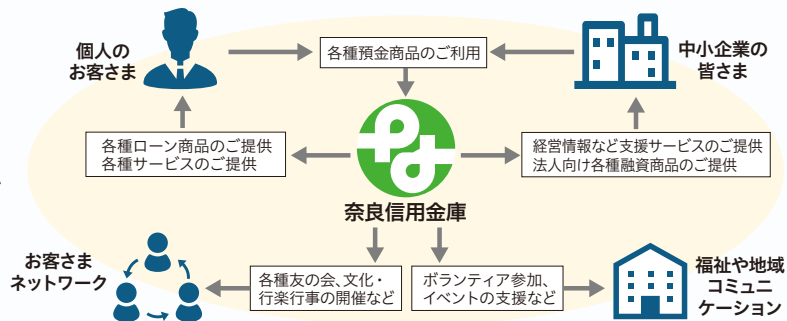 個人の
お客さま
各種預金商品のご利用
中小企業の
皆さま
各種ローン商品のご提供
各種サービスのご提供
経営情報など支援サービスのご提供
法人向け各種融資商品のご提供
奈良信用金庫
お客さま
ネットワーク
各種友の会、文化・
行楽行事の開催など
ボランティア参加、
イベントの支援など
福祉や地域
コミュニ
ケーション